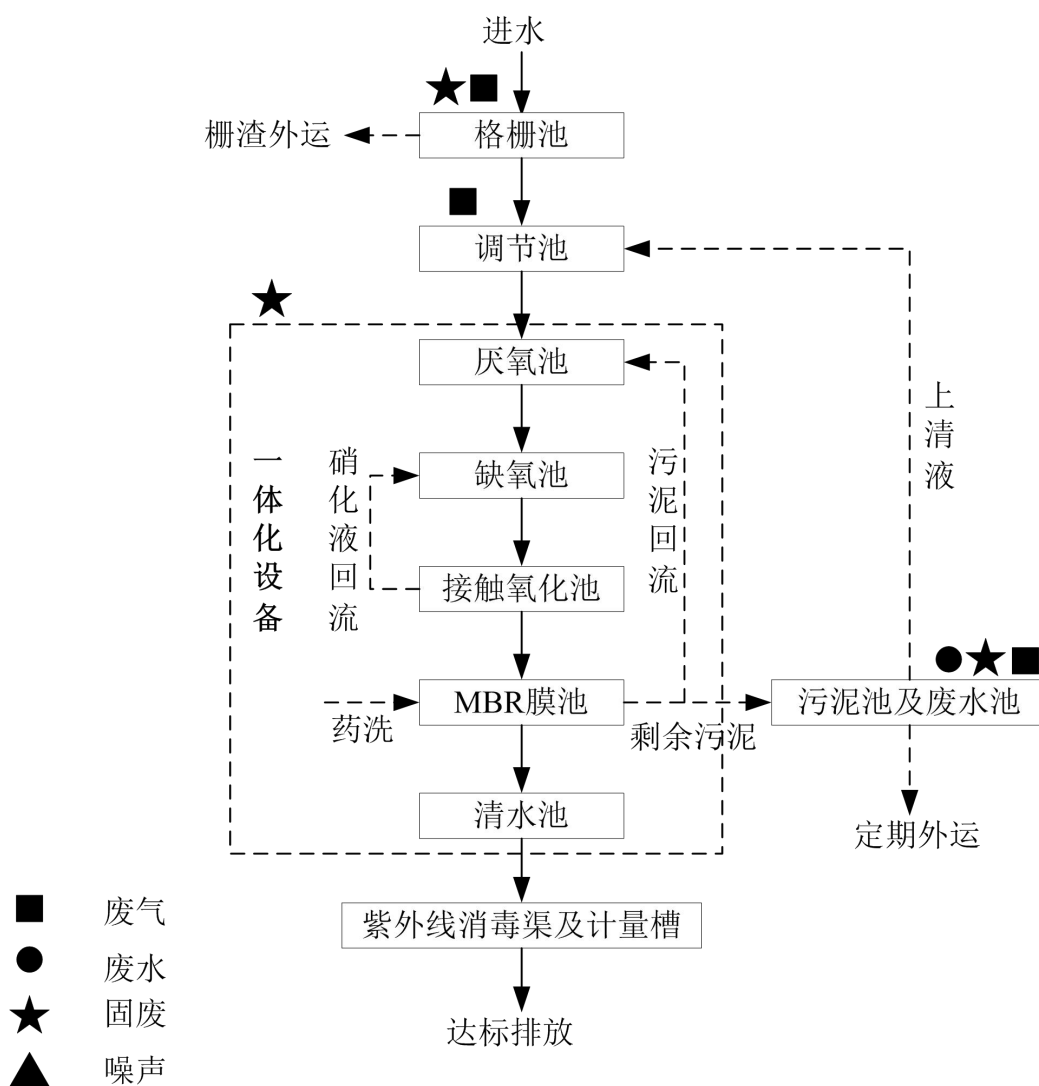 进水
格栅池
栅渣外运
调节池
厌氧池
缺氧池
接触氧化池
MBR膜池
清水池
一体化设备
硝化液回流
污泥回流
药洗
剩余污泥
污泥池及废水池
上清液
定期外运
紫外线消毒渠及计量槽
达标排放
废气
废水
固废
噪声